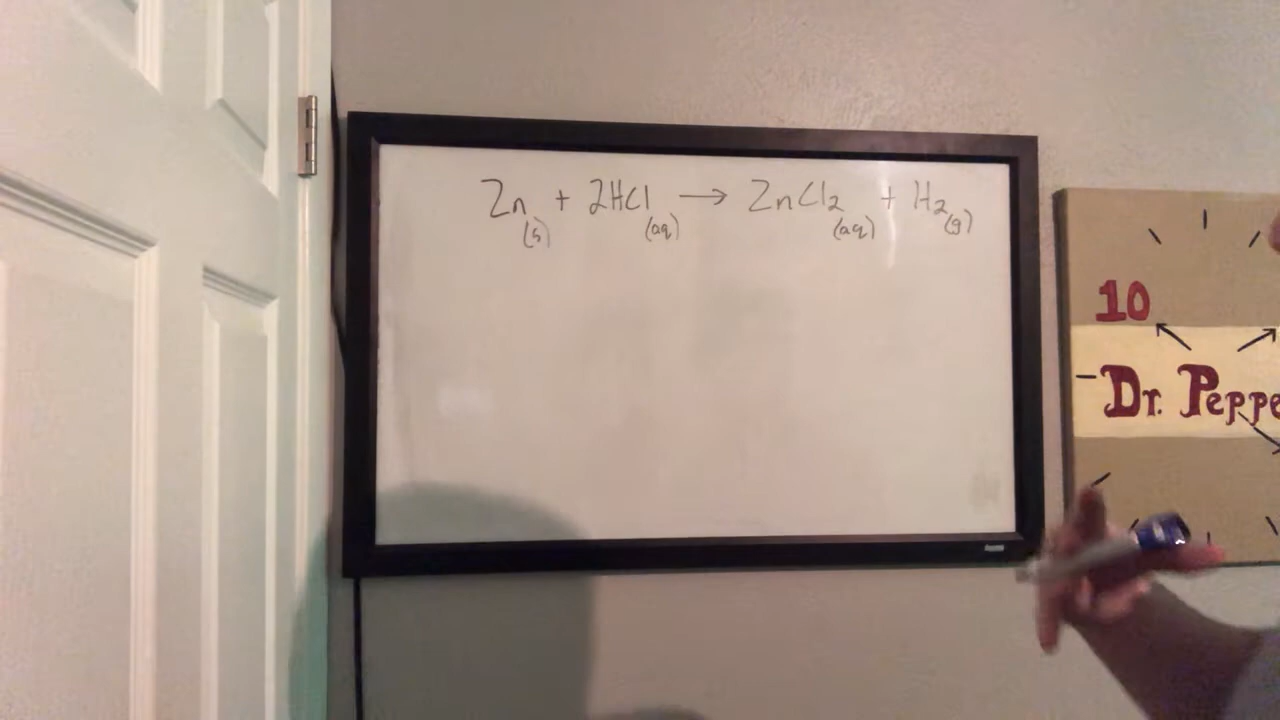 Zn(s) + 2HCl(aq) → ZnCl2(aq) + H2(g)
10
Dr. Peppe